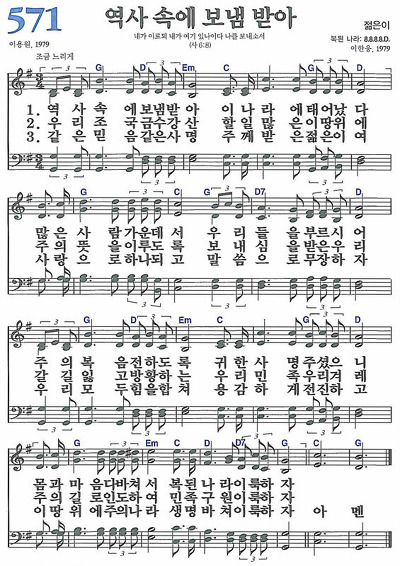 571
역사 속에 보냄 받아
젊은이
내가 이르되 내가 여기 있나이다 나를 보내소서
(사 6:8)
복된 나라: 8.8.8.8.D.
이용원, 1979
이한웅, 1979
조금 느리게
G D Em C G D7 G
1. 역 사 속 에 보냄받 아 이 나 라 에태어났 다
2. 우 리 조 국금수강 산 할 일 많 은이땅위 에
3. 같 은 믿 음같은사 명 주 께 받 은젊은이 여
많 은 사 람가운데 서 우 리 들 을부르시 어
주 의 뜻 을이루도 록 보 내 심 을받은우 리
사 랑 으 로하나되 고 말 씀 으 로무장하 자
주 의 복 음전하도 록 귀 한 사 명주셨으 니
갈 길 잃 고방황하 는 우 리 민 족우리겨 레
우 리 모 두힘을합 쳐 용 감 하 게전진하 고
몸 과 마 음다바쳐 서 복 된 나 라이룩하 자
주 의 길 로인도하 여 민 족 구 원이룩하 자
이 땅 위 에주의나 라 생 명 바 쳐이룩하 자 아 멘